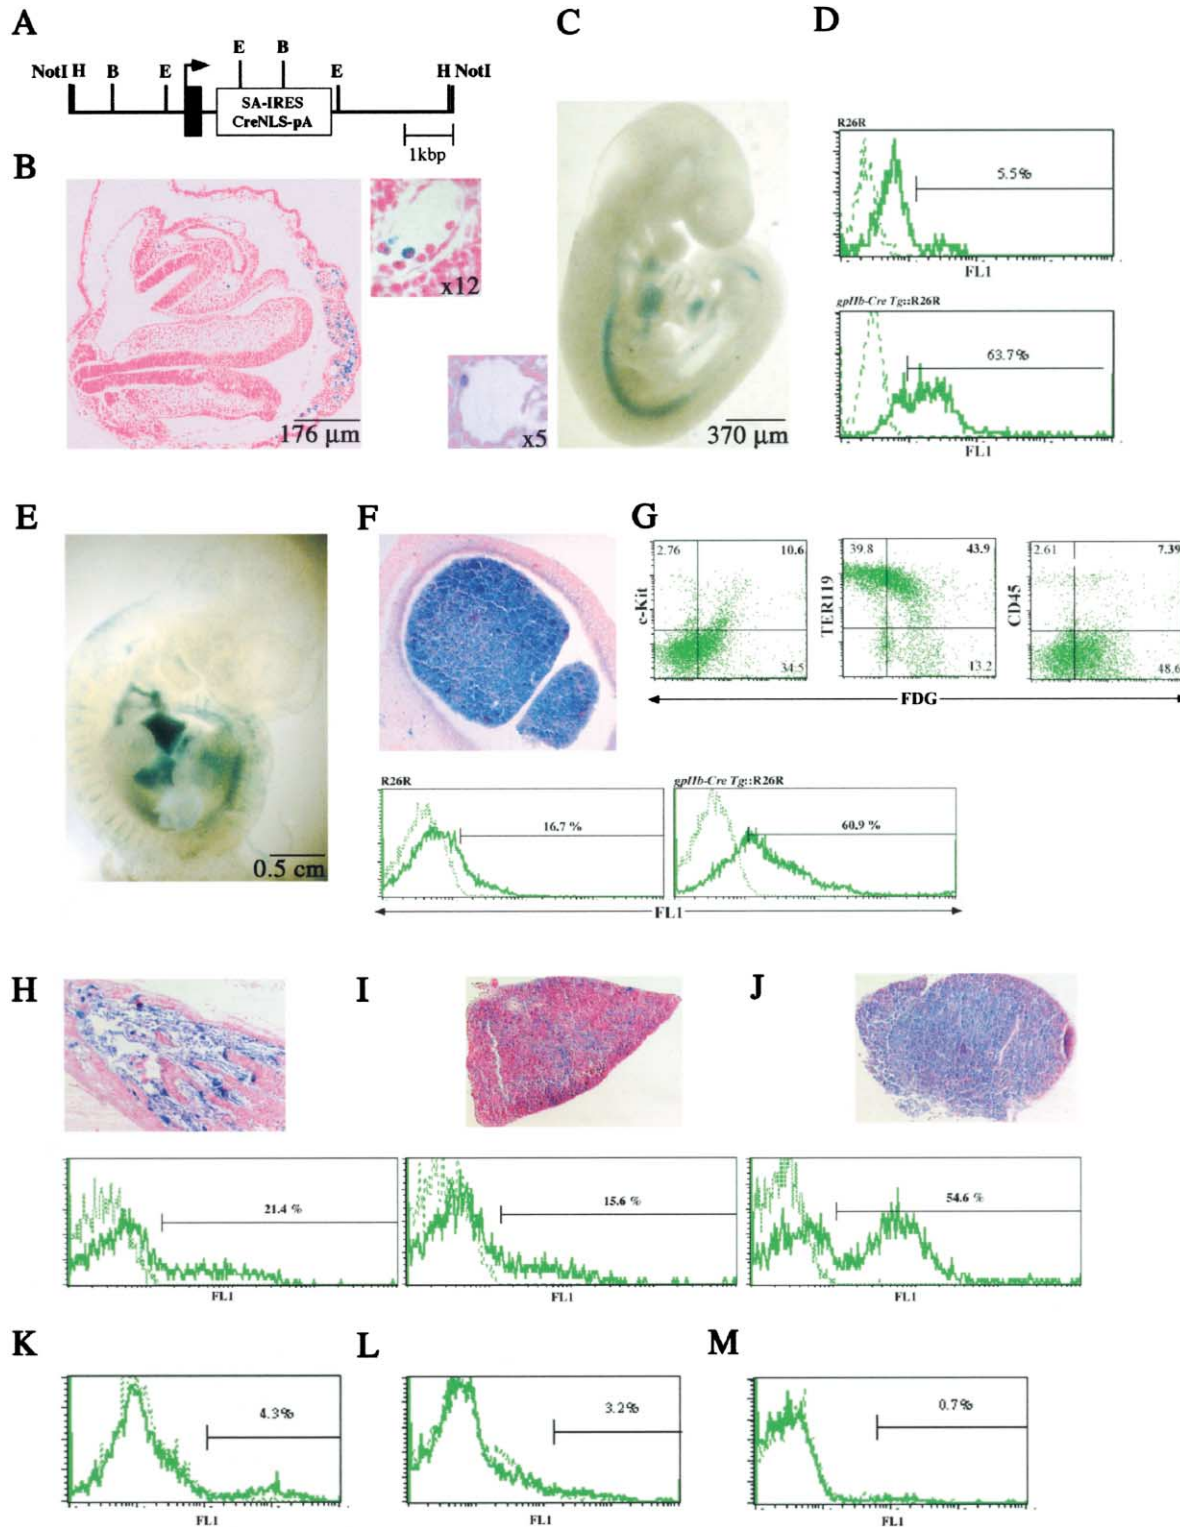 A
NotI H B E E B E H NotI
SA-IRES
CreNLS-pA
1kbp
B
176 µm
x12
x5
C
370 µm
D
R26R
5.5%
FL1
gpIIb-Cre Tg::R26R
63.7%
FL1
E
0.5 cm
F
R26R
16.7 %
gpIIb-Cre Tg::R26R
60.9 %
FL1
G
c-Kit
2.76
10.6
34.5
TER119
39.8
43.9
13.2
CD45
2.61
7.39
48.6
FDG
H
21.4 %
FL1
I
15.6 %
FL1
J
54.6 %
FL1
K
4.3%
FL1
L
3.2%
FL1
M
0.7%
FL1